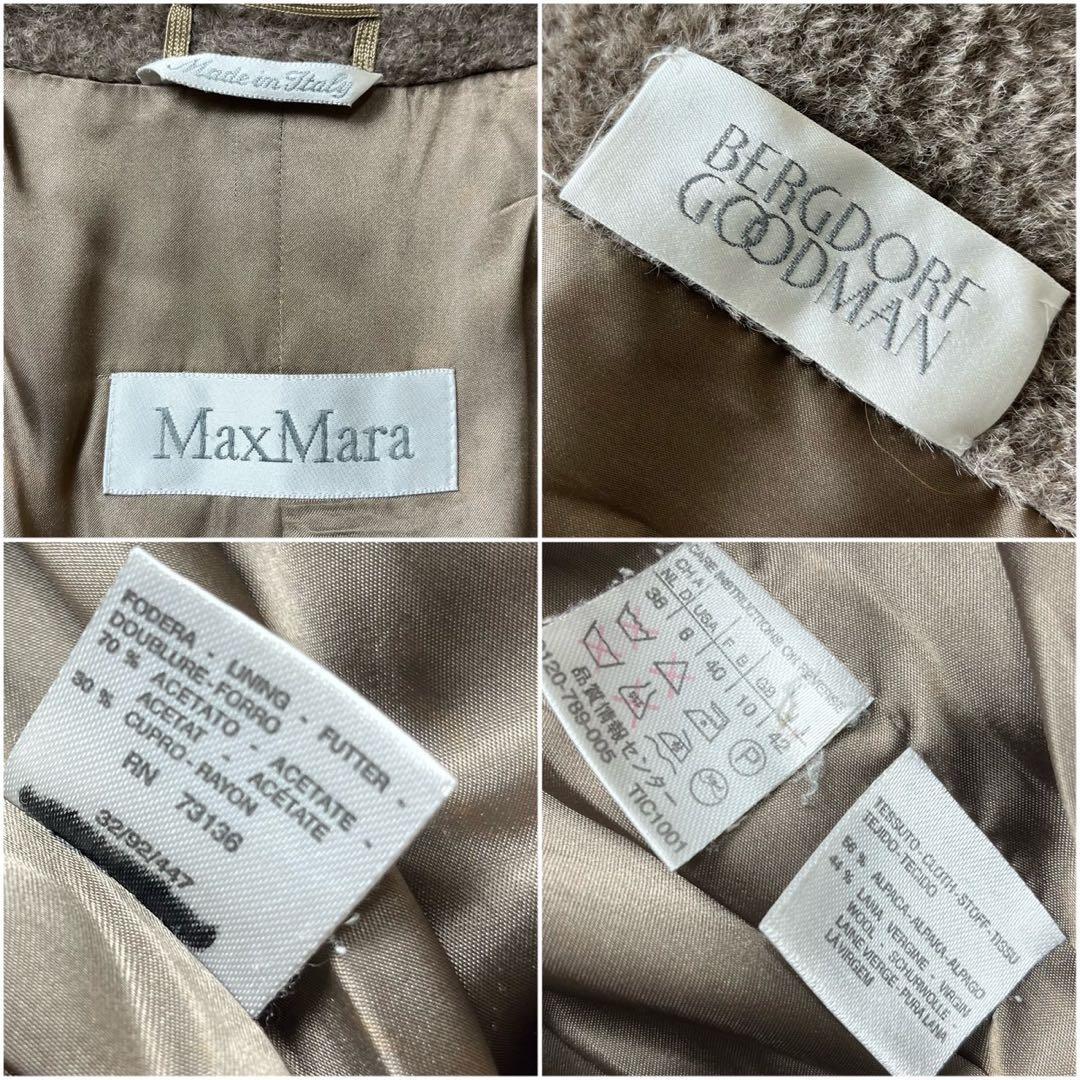 Made in Italy
MaxMara
BERGDORF
GOODMAN
FODERA - LINING - FUTTER -
DOUBLURE-FORRO
70 % ACETATO - ACETATE -
ACETAT - ACÉTATE
30 % CUPRO-RAYON
RN 73136
32/92/447
CARE INSTRUCTIONS ON REVERSE
CH A USA F B GB I
NL D
38 8 40 10 42
品質情報センター
0120-789-005 TIC1001
TESSUTO-CLOTH-STOFF-TISSU
TEJIDO-TECIDO
56 % ALPACA-ALPAKA-ALPAGO
44 % LANA VERGINE - VIRGIN
WOOL - SCHURWOLLE -
LAINE VIERGE-PURA LANA
VIRGEM